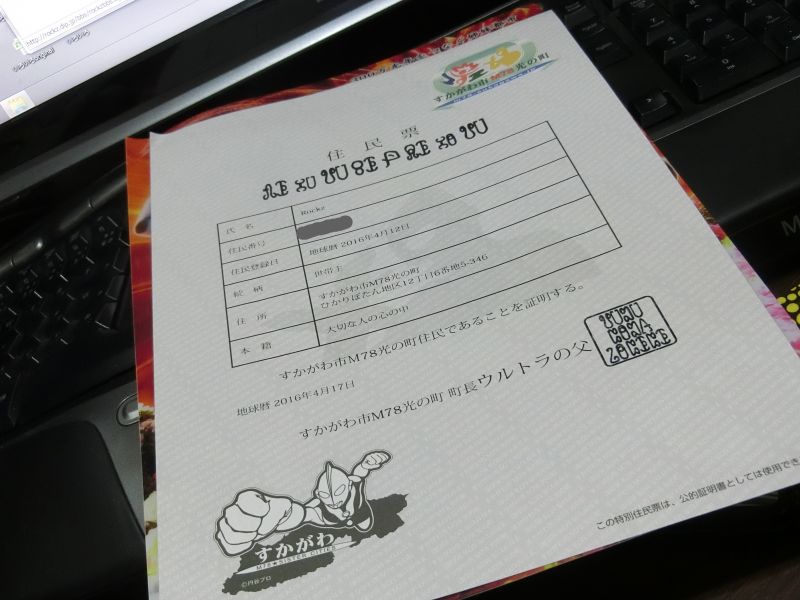 すかがわ市M78光の町
住民票
氏名 Rockz
住民番号
住民登録日 地球暦 2016年4月12日
続柄 世帯主
住所 すかがわ市M78光の町
ひかりぼたん地区12丁目6番地5-346
本籍 大切な人の心の中
すかがわ市M78光の町住民であることを証明する。
地球暦 2016年4月17日
すかがわ市M78光の町 町長ウルトラの父
すかがわ
M78★SISTER CITIES
©円谷プロ
この特別住民票は、公的証明書としては使用でき